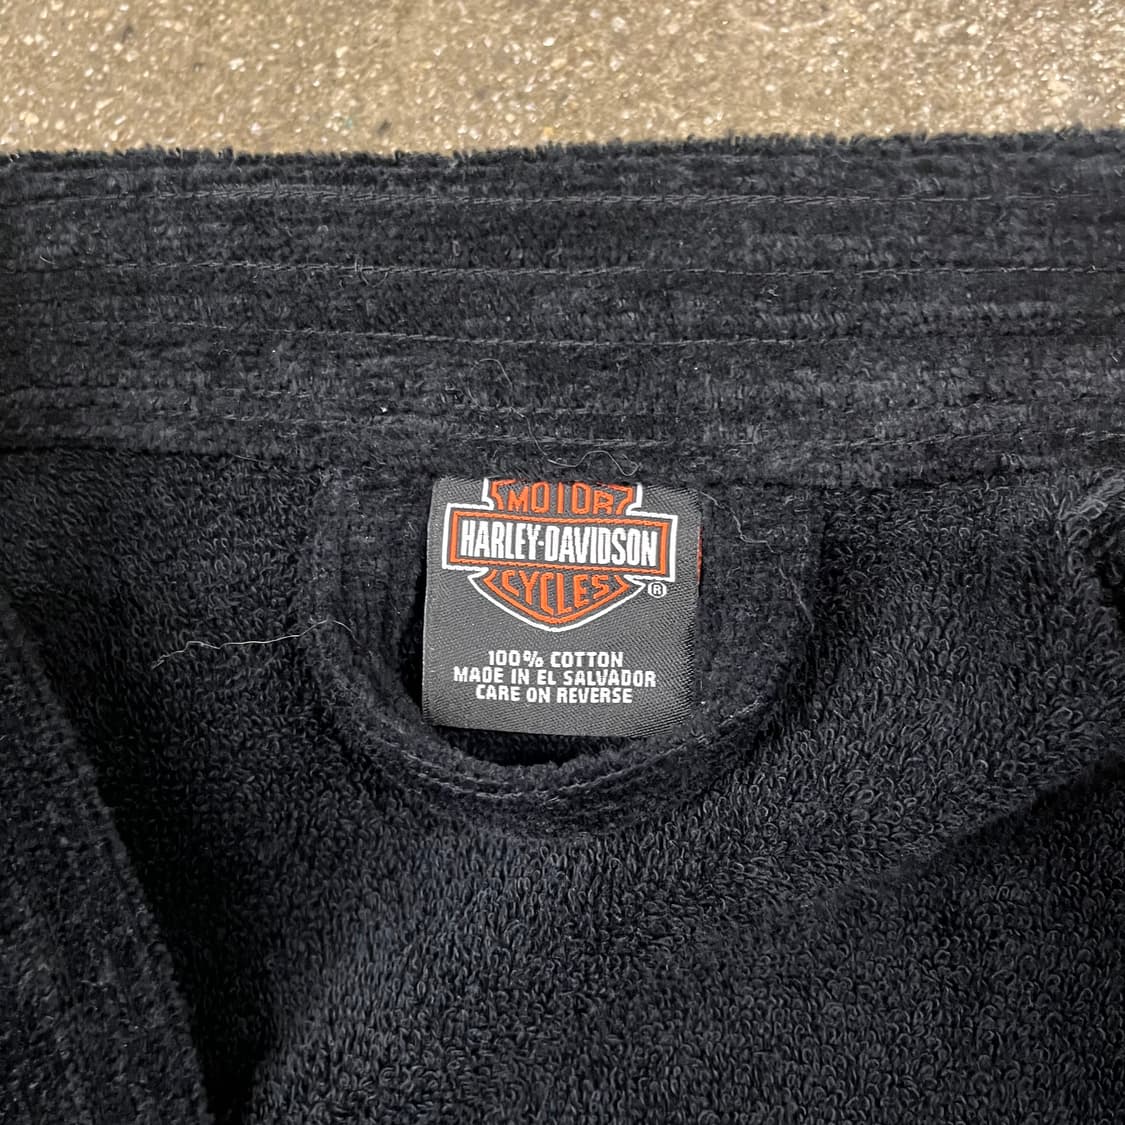 MOTOR
HARLEY-DAVIDSON
CYCLES
®
100% COTTON
MADE IN EL SALVADOR
CARE ON REVERSE